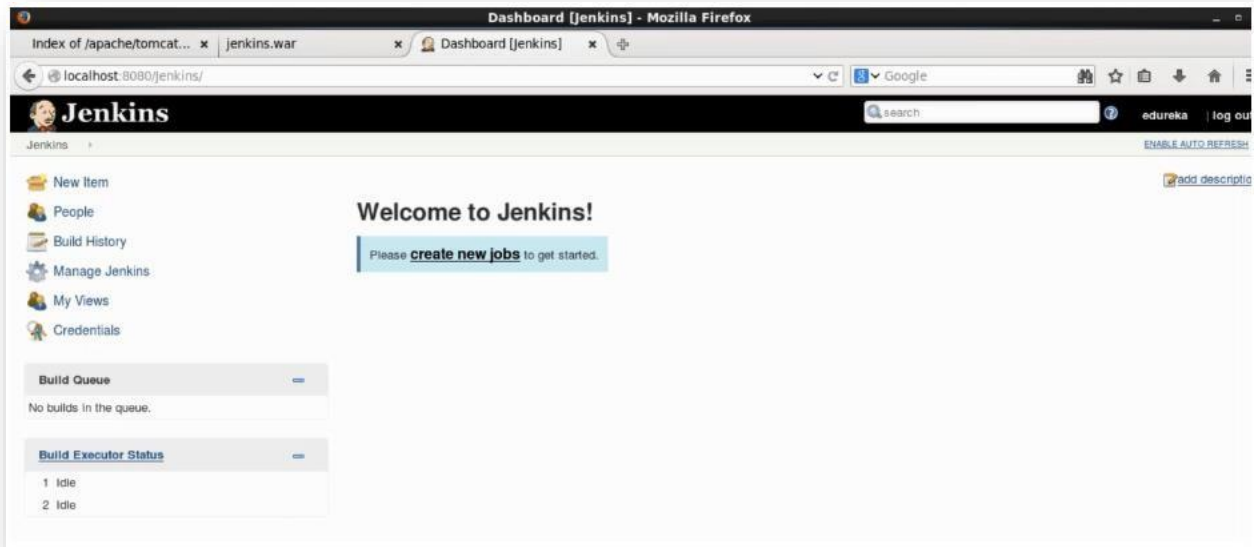 Dashboard [Jenkins] - Mozilla Firefox
Index of /apache/tomcat... jenkins.war Dashboard [Jenkins]
localhost:8080/jenkins/ Google
Jenkins search edureka | log out
Jenkins ENABLE AUTO REFRESH
add descriptio
New Item
People
Build History
Manage Jenkins
My Views
Credentials
Welcome to Jenkins!
Please create new jobs to get started.
Build Queue
No builds in the queue.
Build Executor Status
1 Idle
2 Idle